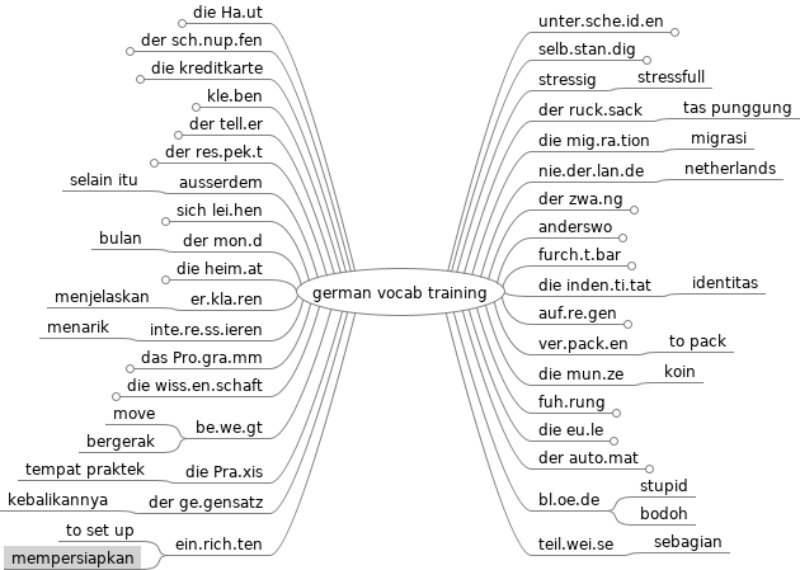 die Ha.ut
der sch.nup.fen
die kreditkarte
kle.ben
der tell.er
der res.pek.t
selain itu ausserdem
sich lei.hen
bulan der mon.d
die heim.at
menjelaskan er.kla.ren
menarik inte.re.ss.ieren
das Pro.gra.mm
die wiss.en.schaft
move
be.we.gt
bergerak
tempat praktek die Pra.xis
kebalikannya der ge.gensatz
to set up
ein.rich.ten
mempersiapkan
german vocab training
unter.sche.id.en
selb.stan.dig
stressig stressfull
der ruck.sack tas punggung
die mig.ra.tion migrasi
nie.der.lan.de netherlands
der zwa.ng
anderswo
furch.t.bar
die inden.ti.tat identitas
auf.re.gen
ver.pack.en to pack
die mun.ze koin
fuh.rung
die eu.le
der auto.mat
stupid
bl.oe.de
bodoh
teil.wei.se sebagian